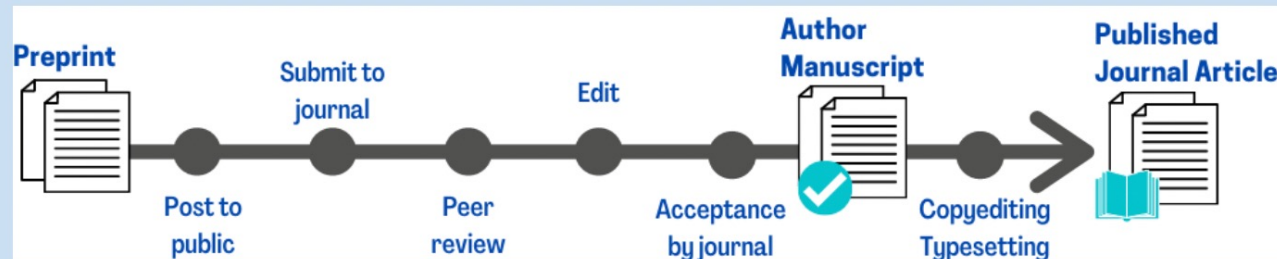 Preprint
Post to
public
Submit to
journal
Peer
review
Edit
Acceptance
by journal
Author
Manuscript
Copyediting
Typesetting
Published
Journal Article